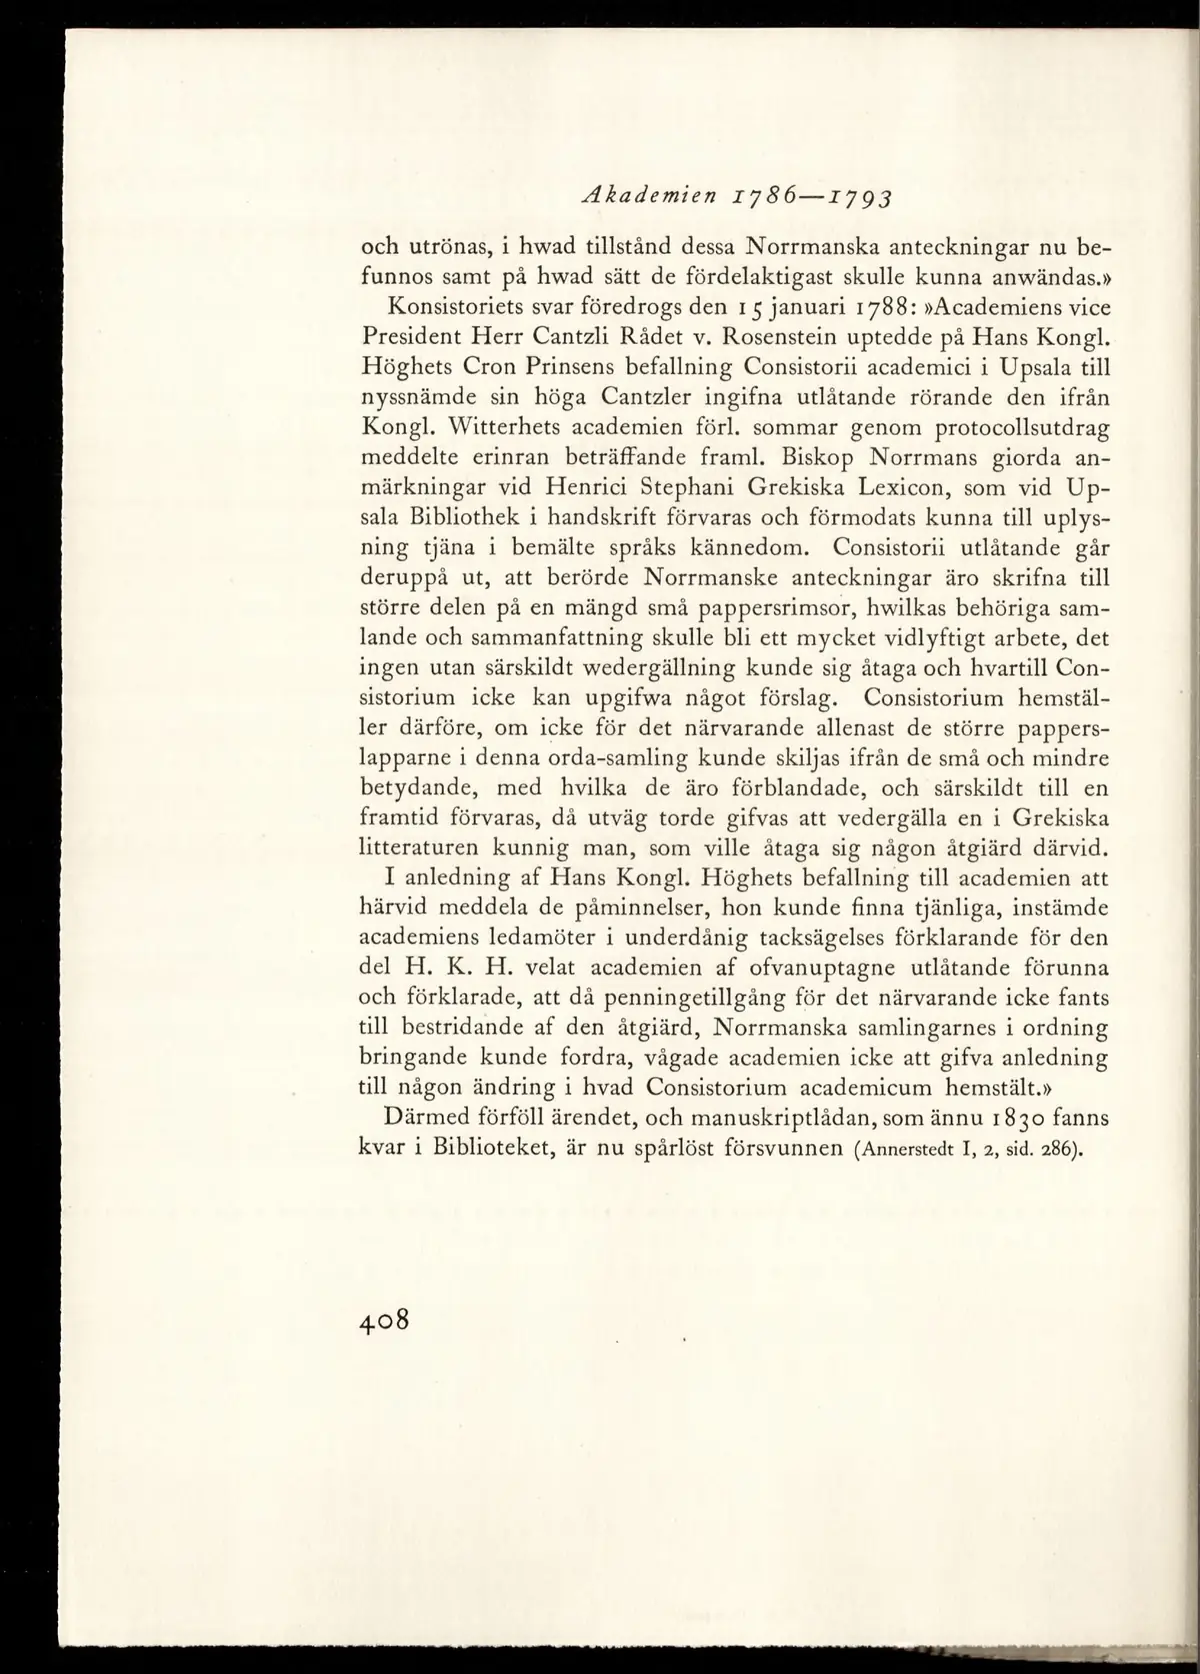 Akademien 1786—1793
och utrönas, i hwad tillstånd dessa Norrmanska anteckningar nu be-
funnos samt på hwad sätt de fördelaktigast skulle kunna anwändas.»
Konsistoriets svar föredrogs den 15 januari 1788: »Academiens vice
President Herr Cantzli Rådet v. Rosenstein uptedde på Hans Kongl.
Höghets Cron Prinsens befallning Consistorii academici i Upsala till
nyssnämde sin höga Cantzler ingifna utlåtande rörande den ifrån
Kongl. Witterhets academien förl. sommar genom protocollsutdrag
meddelte erinran beträffande framl. Biskop Norrmans giorda an-
märkningar vid Henrici Stephani Grekiska Lexicon, som vid Up-
sala Bibliothek i handskrift förvaras och förmodats kunna till uplys-
ning tjäna i bemälte språks kännedom. Consistorii utlåtande går
deruppå ut, att berörde Norrmanske anteckningar äro skrifna till
större delen på en mängd små pappersrimsor, hwilkas behöriga sam-
lande och sammanfattning skulle bli ett mycket vidlyftigt arbete, det
ingen utan särskildt wedergällning kunde sig åtaga och hvartill Con-
sistorium icke kan upgifwa något förslag. Consistorium hemstäl-
ler därföre, om icke för det närvarande allenast de större pappers-
lapparne i denna orda-samling kunde skiljas ifrån de små och mindre
betydande, med hvilka de äro förblandade, och särskildt till en
framtid förvaras, då utväg torde gifvas att vedergälla en i Grekiska
litteraturen kunnig man, som ville åtaga sig någon åtgiärd därvid.
I anledning af Hans Kongl. Höghets befallning till academien att
härvid meddela de påminnelser, hon kunde finna tjänliga, instämde
academiens ledamöter i underdånig tacksägelses förklarande för den
del H. K. H. velat academien af ofvanuptagne utlåtande förunna
och förklarade, att då penningetillgång för det närvarande icke fants
till bestridande af den åtgiärd, Norrmanska samlingarnes i ordning
bringande kunde fordra, vågade academien icke att gifva anledning
till någon ändring i hvad Consistorium academicum hemstält.»
Därmed förföll ärendet, och manuskriptlådan, som ännu 1830 fanns
kvar i Biblioteket, är nu spårlöst försvunnen (Annerstedt I, 2, sid. 286).
408